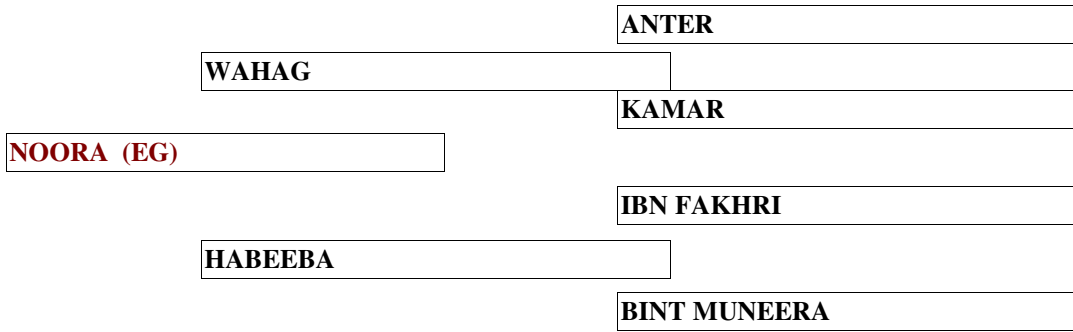 ANTER
WAHAG
KAMAR
NOORA (EG)
IBN FAKHRI
HABEEBA
BINT MUNEERA